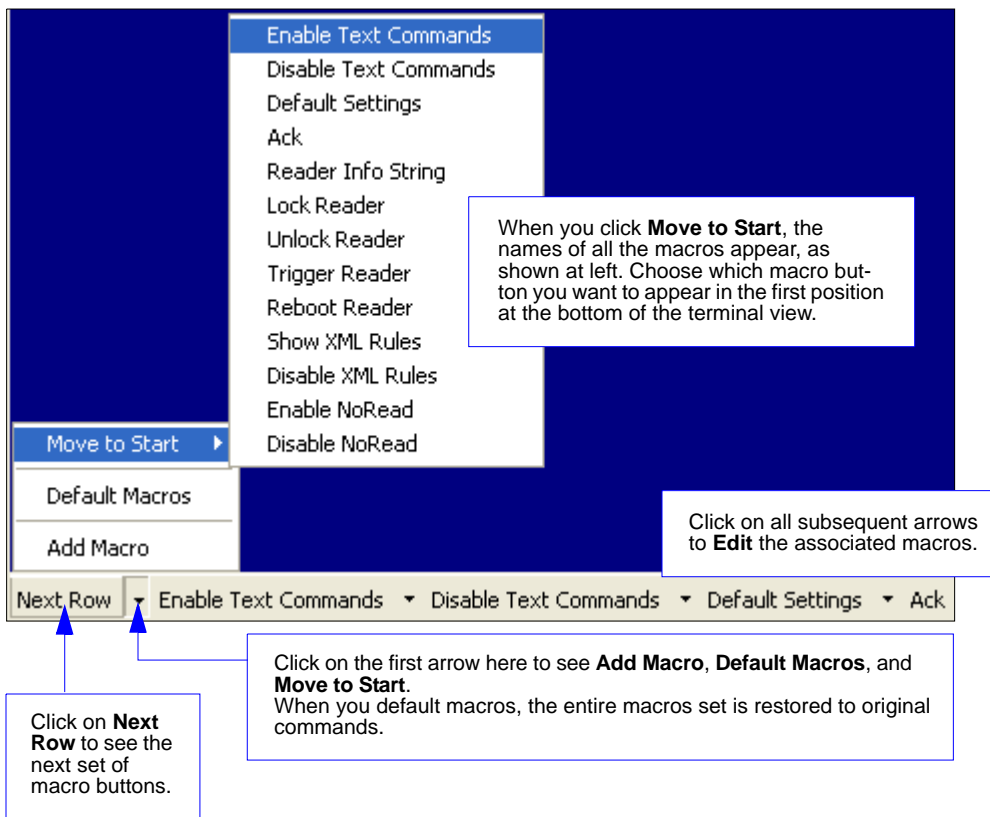 Enable Text Commands
Disable Text Commands
Default Settings
Ack
Reader Info String
Lock Reader
Unlock Reader
Trigger Reader
Reboot Reader
Show XML Rules
Disable XML Rules
Enable NoRead
Disable NoRead
When you click Move to Start, the
names of all the macros appear, as
shown at left. Choose which macro but-
ton you want to appear in the first position
at the bottom of the terminal view.
Move to Start
Default Macros
Add Macro
Click on all subsequent arrows
to Edit the associated macros.
Next Row Enable Text Commands Disable Text Commands Default Settings Ack
Click on the first arrow here to see Add Macro, Default Macros, and
Move to Start.
When you default macros, the entire macros set is restored to original
commands.
Click on Next
Row to see the
next set of
macro buttons.